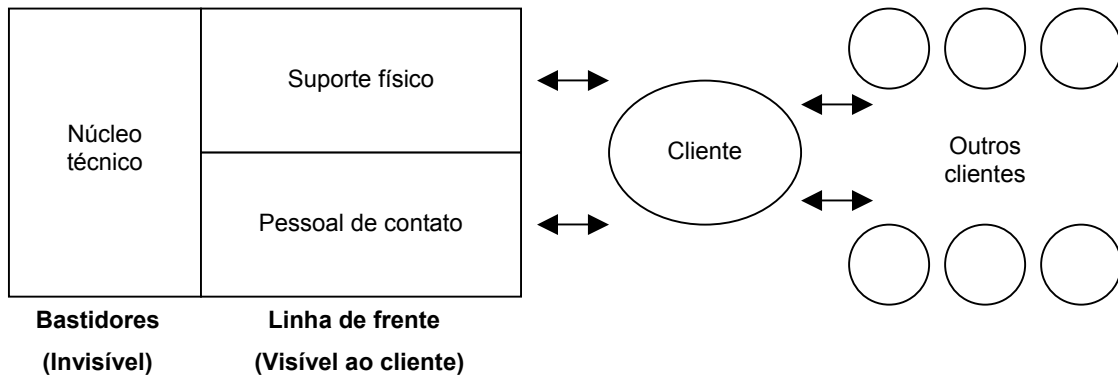 Suporte físico
Núcleo
técnico
Pessoal de contato
Cliente
Outros
clientes
Bastidores
(Invisível)
Linha de frente
(Visível ao cliente)